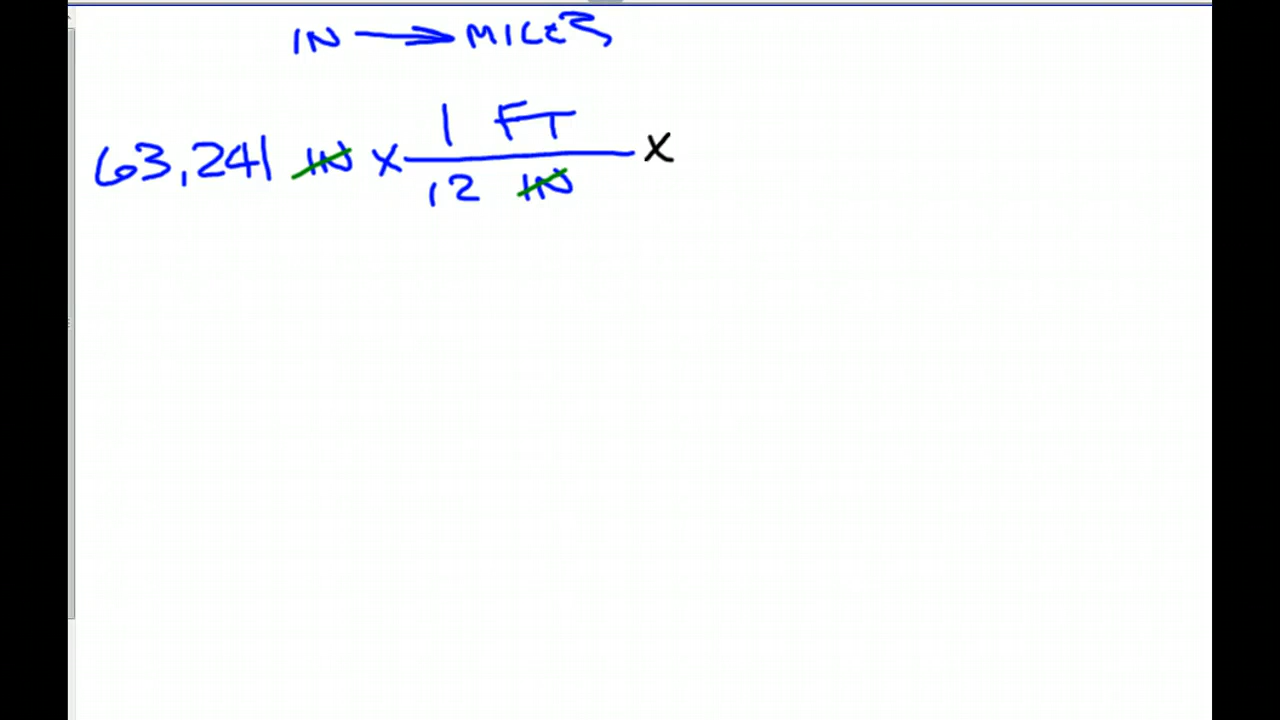 IN → MILES
63,241 IN x 1 FT x
12 IN